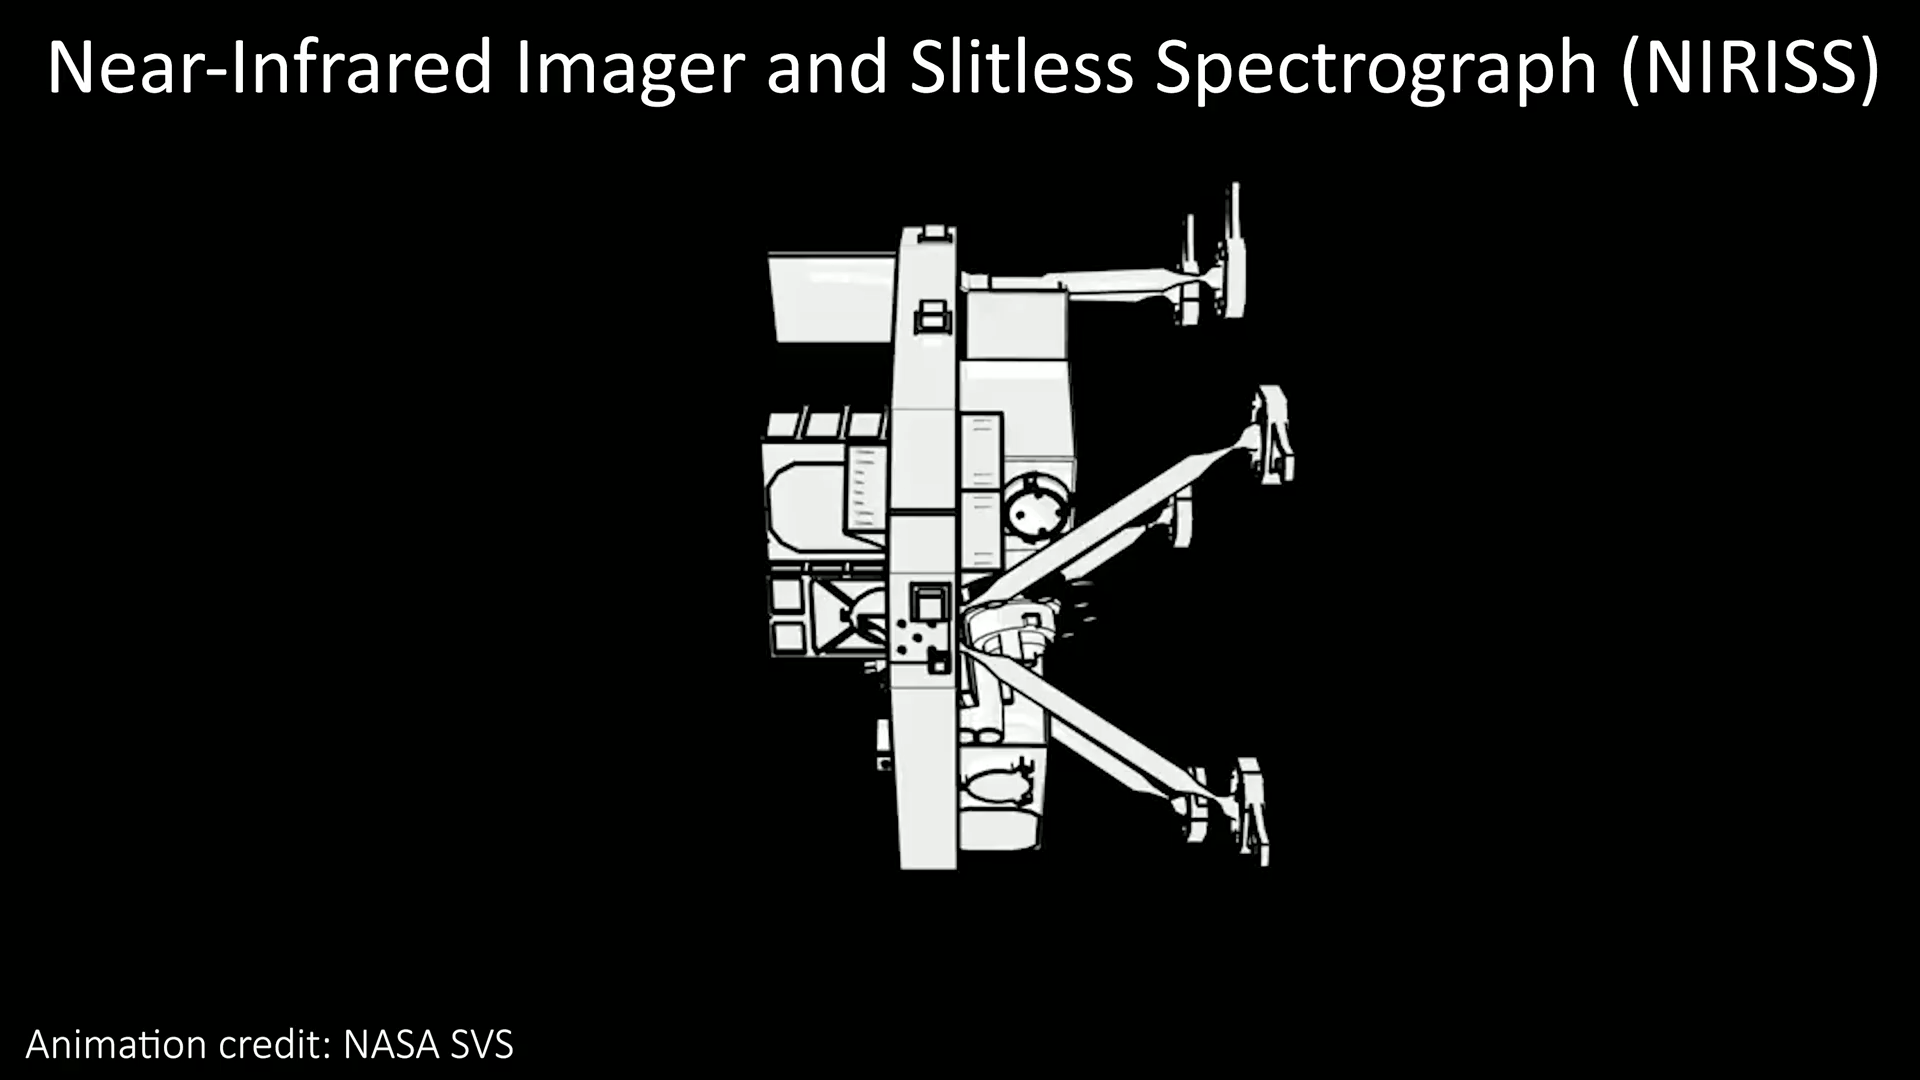 Near-Infrared Imager and Slitless Spectrograph (NIRISS)
Animation credit: NASA SVS